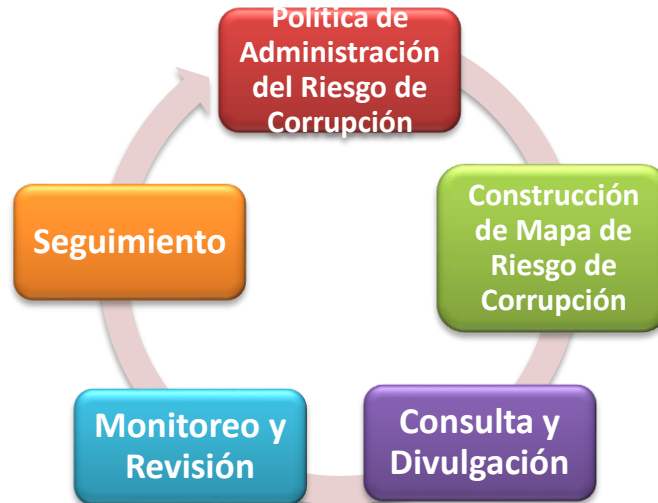 Política de
Administración
del Riesgo de
Corrupción
Construcción
de Mapa de
Riesgo de
Corrupción
Consulta y
Divulgación
Monitoreo y
Revisión
Seguimiento